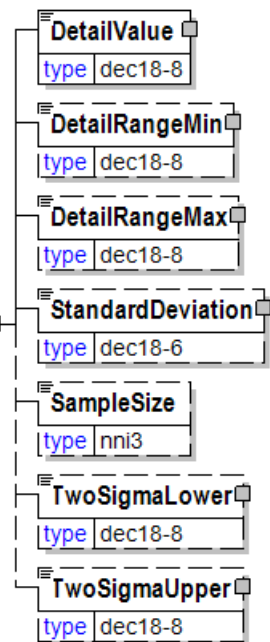 DetailValue
type dec18-8
DetailRangeMin
type dec18-8
DetailRangeMax
type dec18-8
StandardDeviation
type dec18-6
SampleSize
type nni3
TwoSigmaLower
type dec18-8
TwoSigmaUpper
type dec18-8